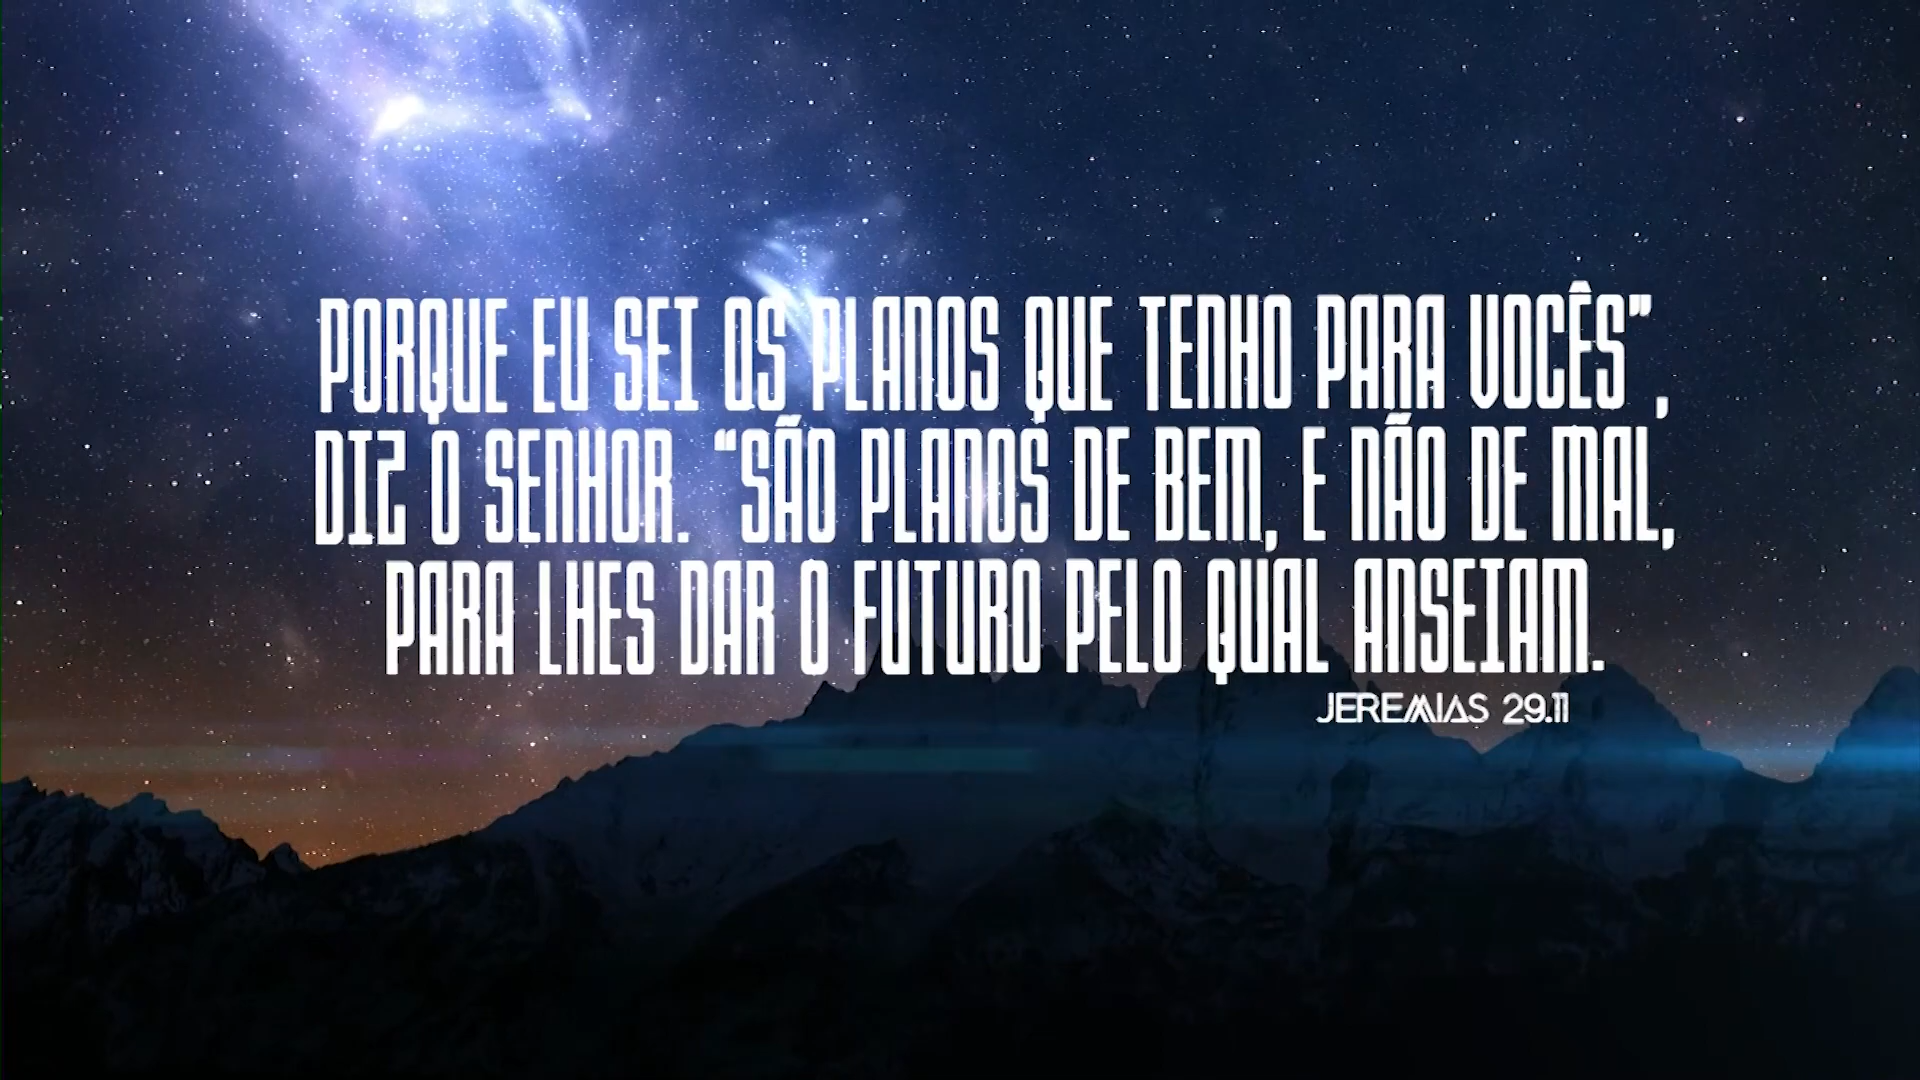 PORQUE EU SEI OS PLANOS QUE TENHO PARA VOCÊS",
DIZ O SENHOR. "SÃO PLANOS DE BEM, E NÃO DE MAL,
PARA LHES DAR O FUTURO PELO QUAL ANSEIAM.
JEREMIAS 29.11